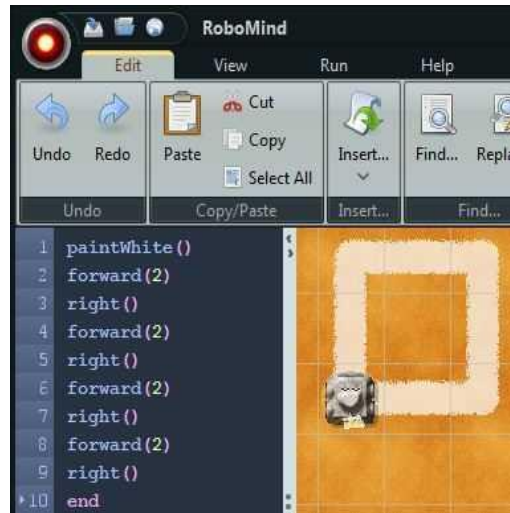 RoboMind
Edit View Run Help
Undo Redo Paste Cut Copy Select All Insert... Find...
Undo Copy/Paste Insert... Find...
1 paintWhite()
2 forward(2)
3 right()
4 forward(2)
5 right()
6 forward(2)
7 right()
8 forward(2)
9 right()
10 end